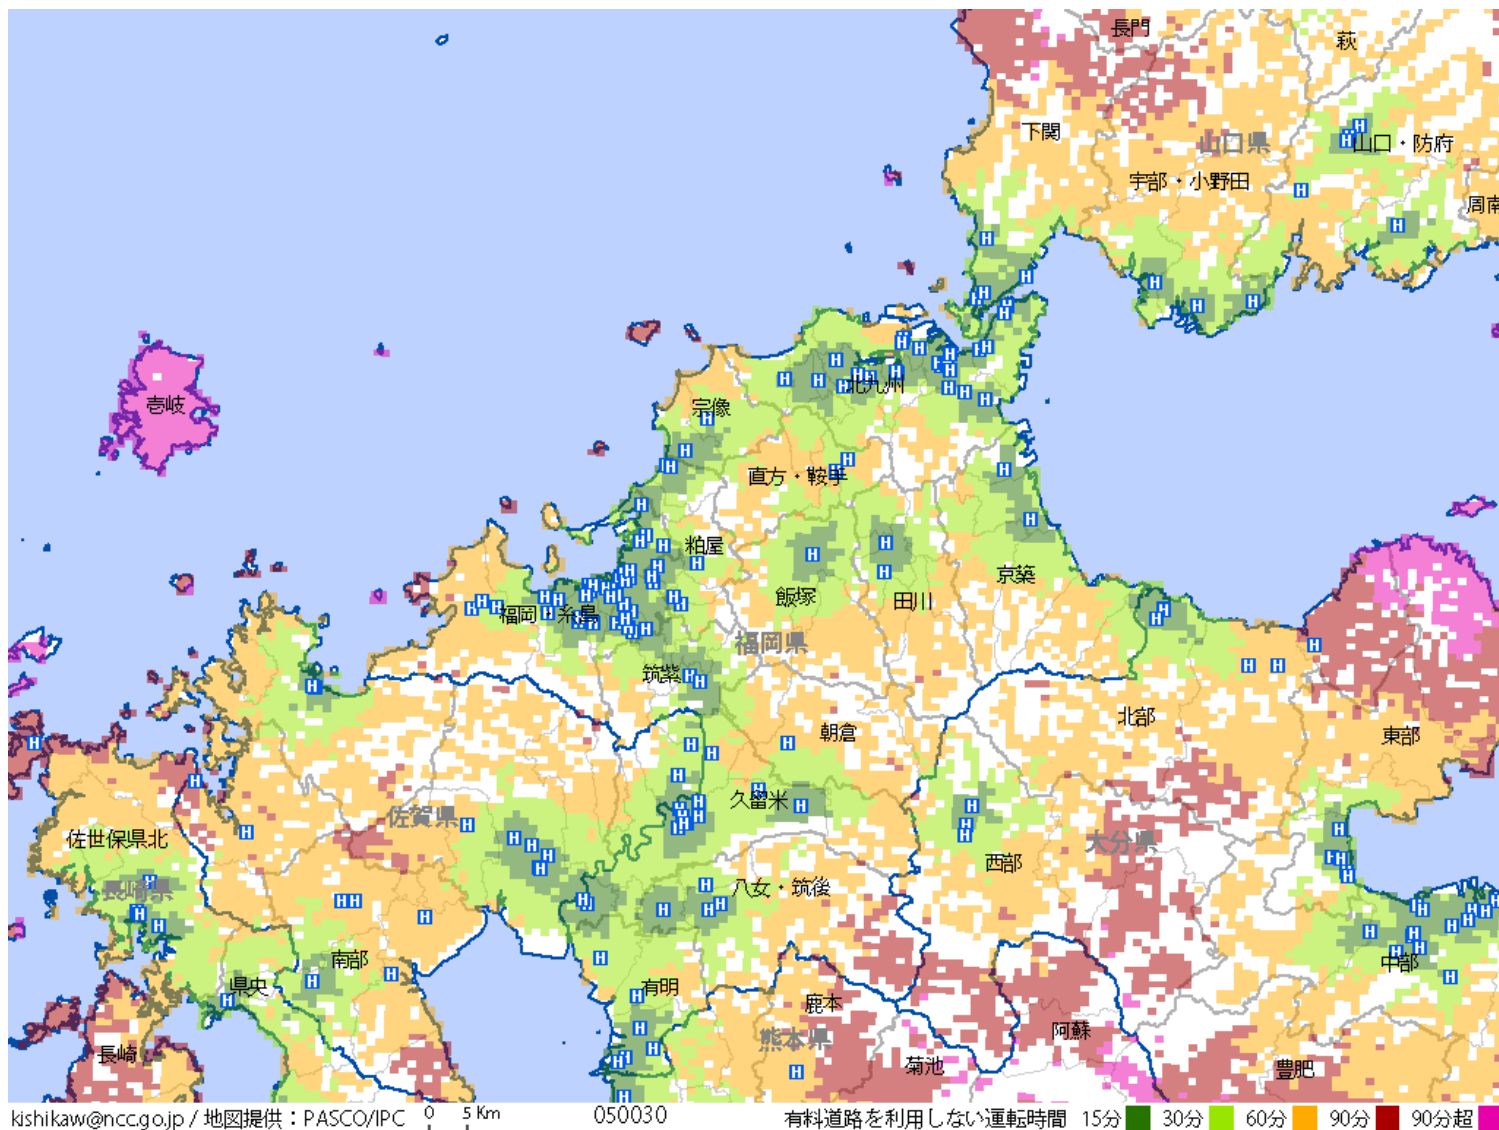 長門
萩
下関
山口県
山口・防府
宇部・小野田
周南
壱岐
北九州
宗像
直方・鞍手
粕屋
京築
飯塚
田川
福岡・糸島
福岡県
筑紫
北部
朝倉
東部
久留米
佐賀県
佐世保県北
大分県
西部
八女・筑後
長崎県
南部
中部
県央
有明
鹿本
阿蘇
熊本県
長崎
菊池
豊肥
kishikaw@ncc.go.jp / 地図提供：PASCO/IPC 0 5 Km 050030 有料道路を利用しない運転時間 15分 30分 60分 90分 90分超